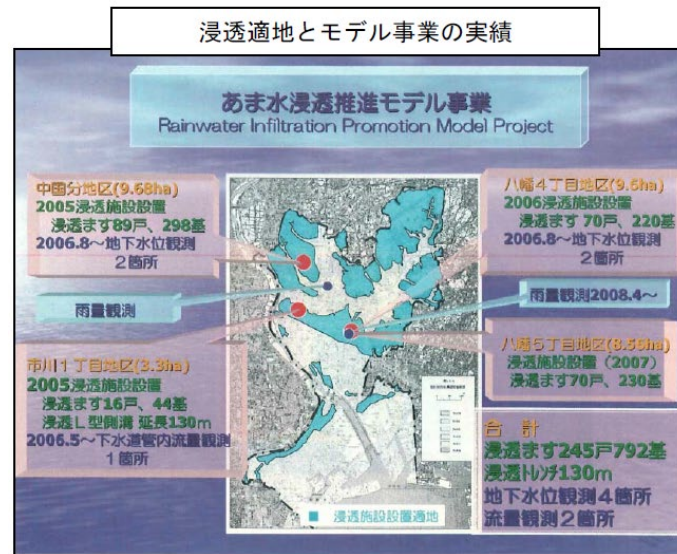 浸透適地とモデル事業の実績
あま水浸透推進モデル事業
Rainwater Infiltration Promotion Model Project
中国分地区(9.68ha)
2005浸透施設設置
浸透ます89戸、298基
2006.8～地下水位観測
２箇所
雨量観測
市川１丁目地区(3.3ha)
2005浸透施設設置
浸透ます16戸、44基
浸透Ｌ型側溝 延長130ｍ
2006.5～下水道管内流量観測
１箇所
八幡４丁目地区(9.5ha)
2006浸透施設設置
浸透ます 70戸、220基
2006.8～地下水位観測
２箇所
雨量観測2008.4～
八幡５丁目地区(8.58ha)
浸透施設設置（2007）
浸透ます70戸、230基
合 計
浸透ます245戸792基
浸透ﾄﾚﾝﾁ130ｍ
地下水位観測４箇所
流量観測２箇所
浸透施設設置適地